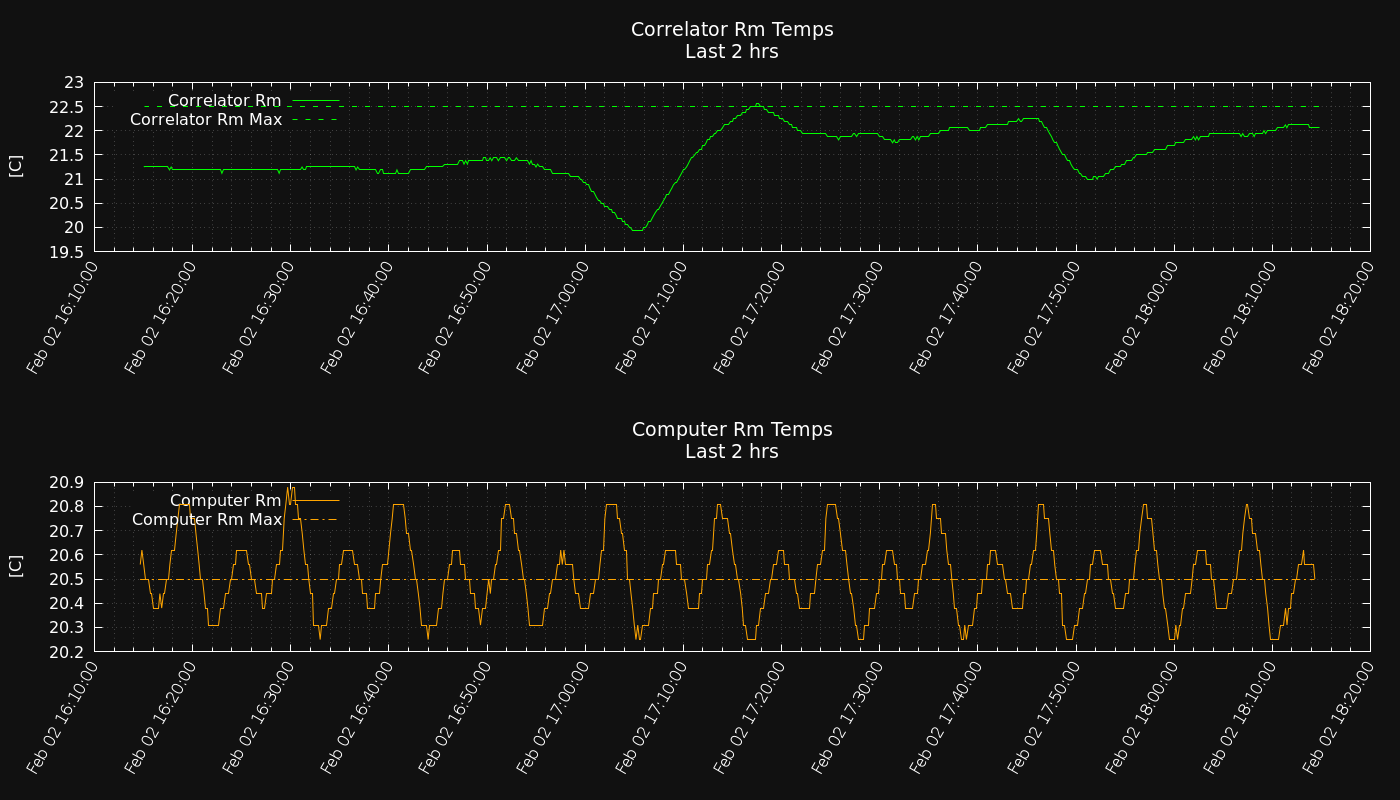 Correlator Rm Temps
Last 2 hrs
[C]
23
22.5
22
21.5
21
20.5
20
19.5
Correlator Rm
Correlator Rm Max
Feb 02 16:10:00
Feb 02 16:20:00
Feb 02 16:30:00
Feb 02 16:40:00
Feb 02 16:50:00
Feb 02 17:00:00
Feb 02 17:10:00
Feb 02 17:20:00
Feb 02 17:30:00
Feb 02 17:40:00
Feb 02 17:50:00
Feb 02 18:00:00
Feb 02 18:10:00
Feb 02 18:20:00
Computer Rm Temps
Last 2 hrs
[C]
20.9
20.8
20.7
20.6
20.5
20.4
20.3
20.2
Computer Rm
Computer Rm Max
Feb 02 16:10:00
Feb 02 16:20:00
Feb 02 16:30:00
Feb 02 16:40:00
Feb 02 16:50:00
Feb 02 17:00:00
Feb 02 17:10:00
Feb 02 17:20:00
Feb 02 17:30:00
Feb 02 17:40:00
Feb 02 17:50:00
Feb 02 18:00:00
Feb 02 18:10:00
Feb 02 18:20:00